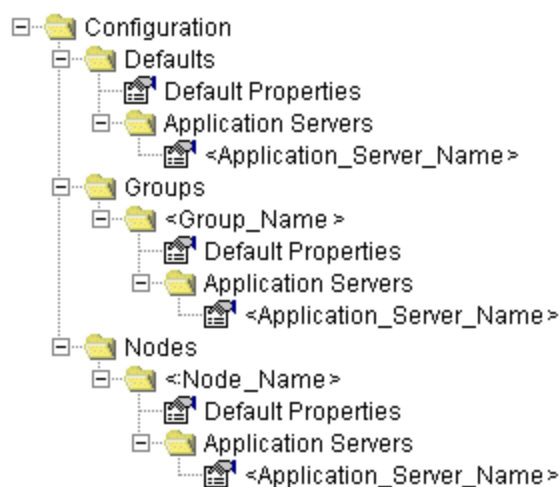 Configuration
Defaults
Default Properties
Application Servers
<Application_Server_Name>
Groups
<Group_Name>
Default Properties
Application Servers
<Application_Server_Name>
Nodes
<Node_Name>
Default Properties
Application Servers
<Application_Server_Name>